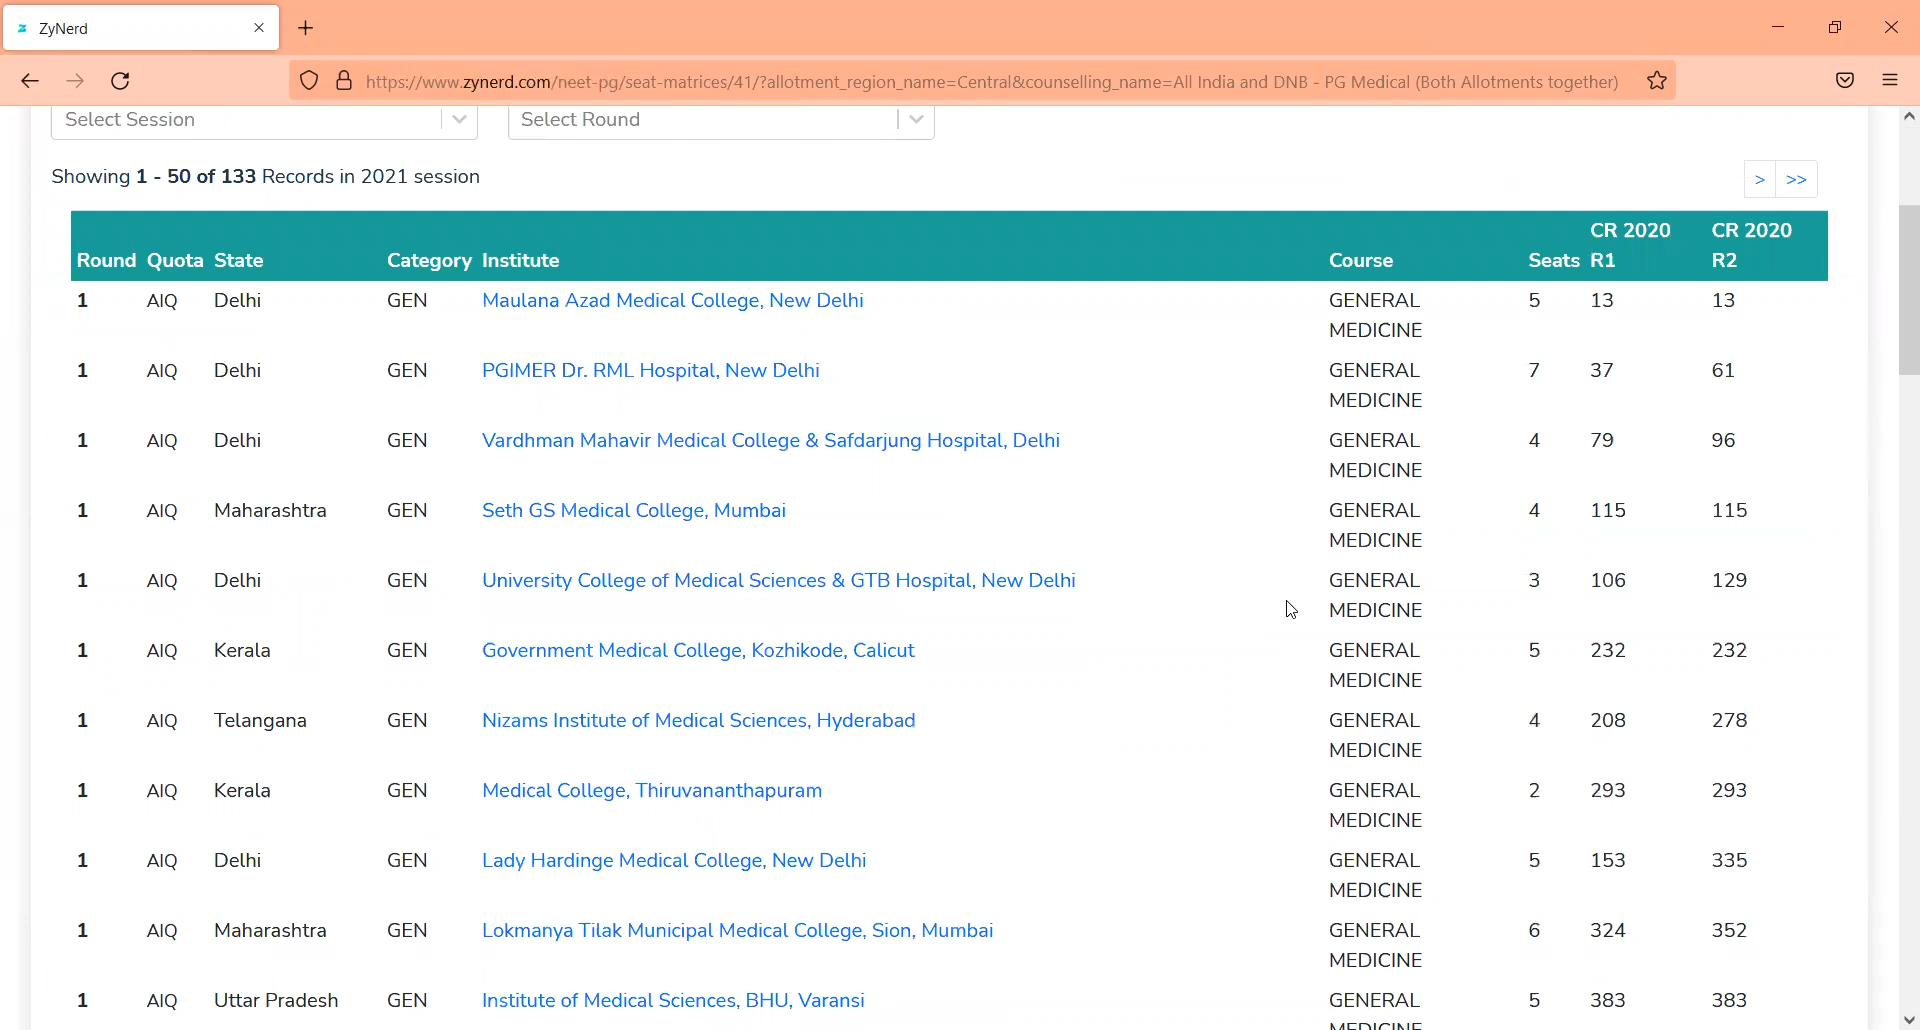 ZyNerd
https://www.zynerd.com/neet-pg/seat-matrices/41/?allotment_region_name=Central&counselling_name=All India and DNB - PG Medical (Both Allotments together)
Select Session Select Round
Showing 1 - 50 of 133 Records in 2021 session > >>
CR 2020 CR 2020
Round Quota State Category Institute Course Seats R1 R2
1 AIQ Delhi GEN Maulana Azad Medical College, New Delhi GENERAL 5 13 13
MEDICINE
1 AIQ Delhi GEN PGIMER Dr. RML Hospital, New Delhi GENERAL 7 37 61
MEDICINE
1 AIQ Delhi GEN Vardhman Mahavir Medical College & Safdarjung Hospital, Delhi GENERAL 4 79 96
MEDICINE
1 AIQ Maharashtra GEN Seth GS Medical College, Mumbai GENERAL 4 115 115
MEDICINE
1 AIQ Delhi GEN University College of Medical Sciences & GTB Hospital, New Delhi GENERAL 3 106 129
MEDICINE
1 AIQ Kerala GEN Government Medical College, Kozhikode, Calicut GENERAL 5 232 232
MEDICINE
1 AIQ Telangana GEN Nizams Institute of Medical Sciences, Hyderabad GENERAL 4 208 278
MEDICINE
1 AIQ Kerala GEN Medical College, Thiruvananthapuram GENERAL 2 293 293
MEDICINE
1 AIQ Delhi GEN Lady Hardinge Medical College, New Delhi GENERAL 5 153 335
MEDICINE
1 AIQ Maharashtra GEN Lokmanya Tilak Municipal Medical College, Sion, Mumbai GENERAL 6 324 352
MEDICINE
1 AIQ Uttar Pradesh GEN Institute of Medical Sciences, BHU, Varansi GENERAL 5 383 383
MEDICINE